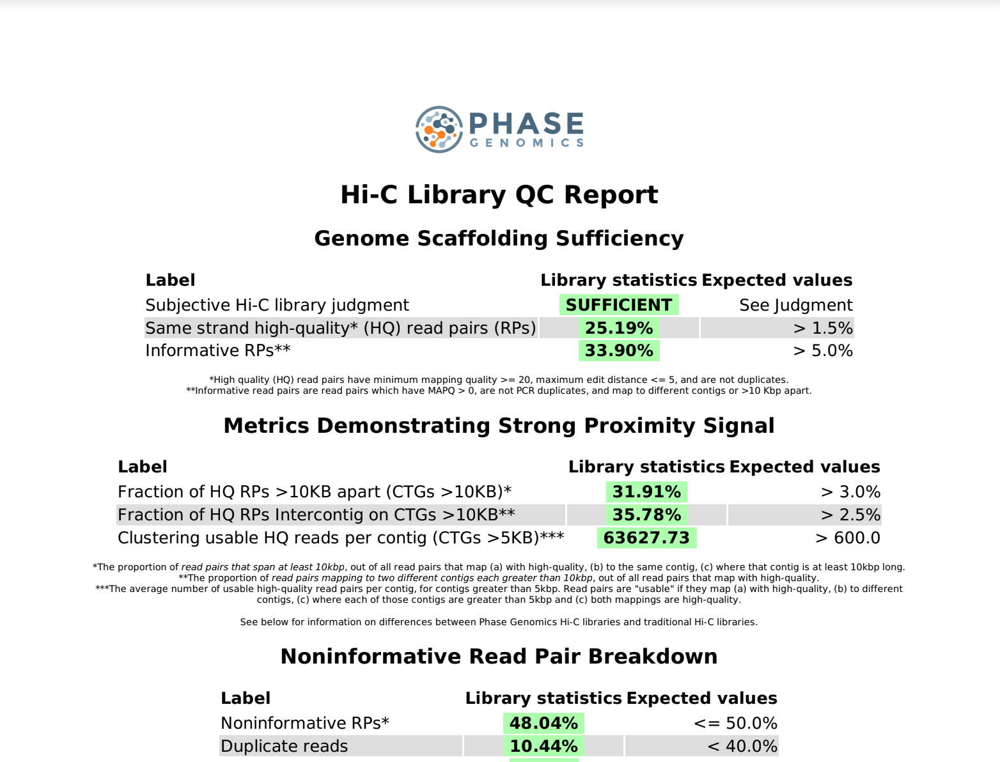 PHASE
GENOMICS
Hi-C Library QC Report
Genome Scaffolding Sufficiency
Label Library statistics Expected values
Subjective Hi-C library judgment SUFFICIENT See Judgment
Same strand high-quality* (HQ) read pairs (RPs) 25.19% > 1.5%
Informative RPs** 33.90% > 5.0%
*High quality (HQ) read pairs have minimum mapping quality >= 20, maximum edit distance <= 5, and are not duplicates.
**Informative read pairs are read pairs which have MAPQ > 0, are not PCR duplicates, and map to different contigs or >10 Kbp apart.
Metrics Demonstrating Strong Proximity Signal
Label Library statistics Expected values
Fraction of HQ RPs >10KB apart (CTGs >10KB)* 31.91% > 3.0%
Fraction of HQ RPs Intercontig on CTGs >10KB** 35.78% > 2.5%
Clustering usable HQ reads per contig (CTGs >5KB)*** 63627.73 > 600.0
*The proportion of read pairs that span at least 10kbp, out of all read pairs that map (a) with high-quality, (b) to the same contig, (c) where that contig is at least 10kbp long.
**The proportion of read pairs mapping to two different contigs each greater than 10kbp, out of all read pairs that map with high-quality.
***The average number of usable high-quality read pairs per contig, for contigs greater than 5kbp. Read pairs are "usable" if they map (a) with high-quality, (b) to different
contigs, (c) where each of those contigs are greater than 5kbp and (c) both mappings are high-quality.
See below for information on differences between Phase Genomics Hi-C libraries and traditional Hi-C libraries.
Noninformative Read Pair Breakdown
Label Library statistics Expected values
Noninformative RPs* 48.04% <= 50.0%
Duplicate reads 10.44% < 40.0%